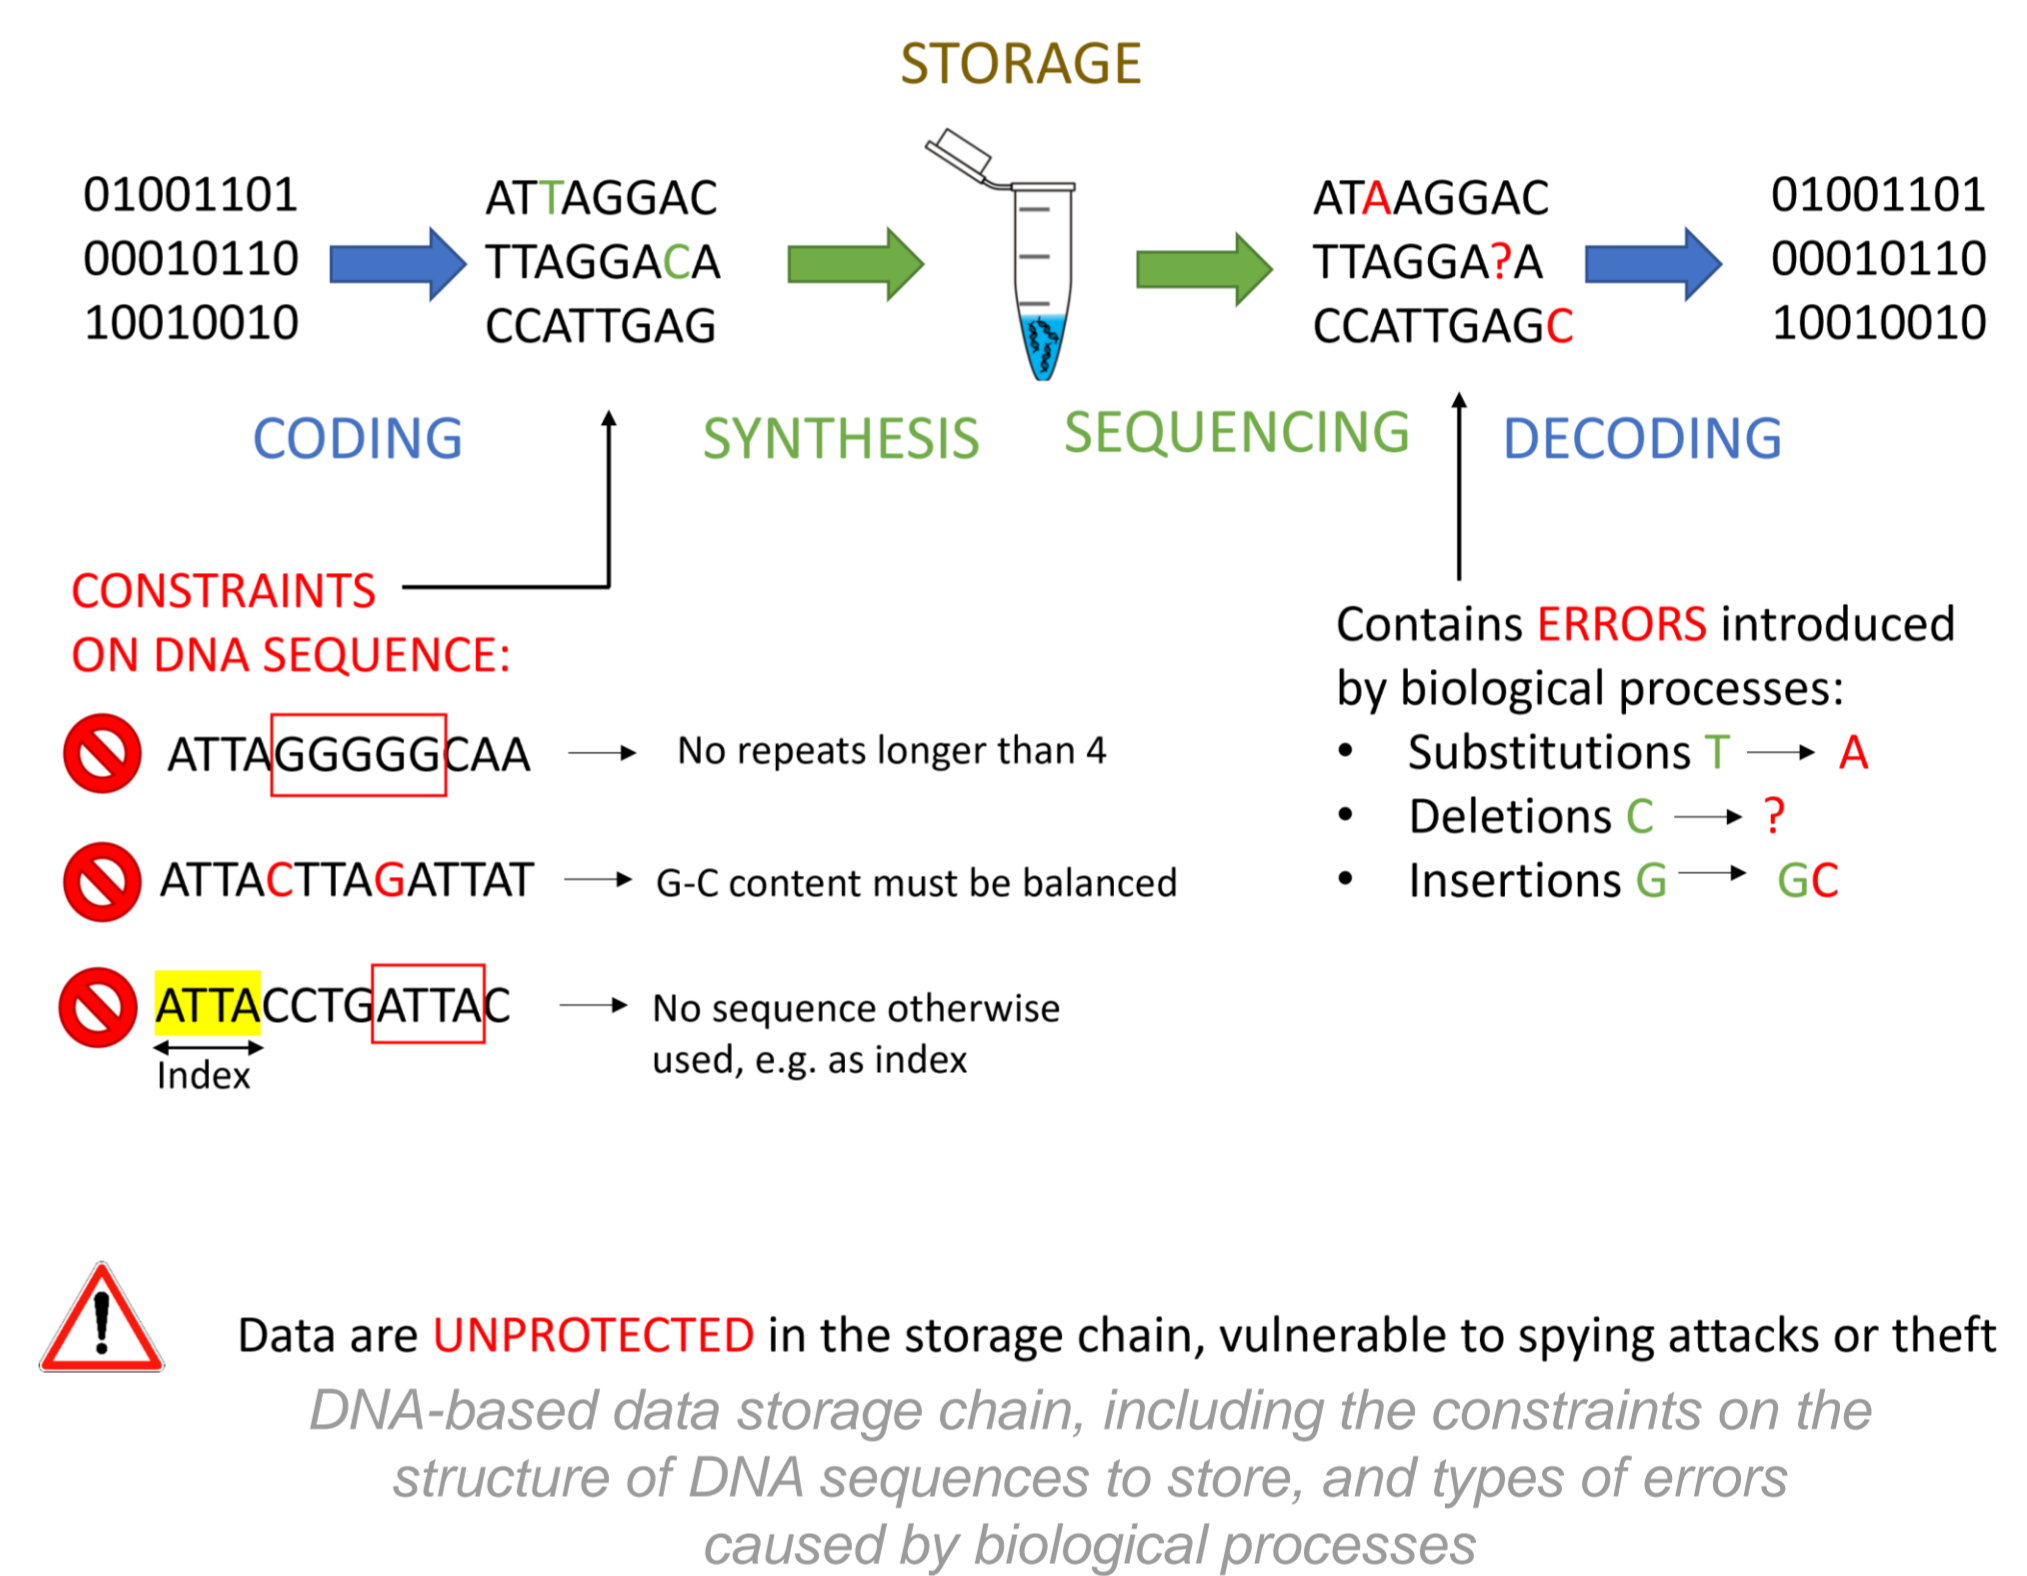 STORAGE
01001101
00010110
10010010
ATTAGGAC
TTAGGACA
CCATTGAG
ATAAGGAC
TTAGGA?A
CCATTGAGC
01001101
00010110
10010010
CODING
SYNTHESIS
SEQUENCING
DECODING
CONSTRAINTS
ON DNA SEQUENCE:
ATTAGGGGGCAA
No repeats longer than 4
ATTACTTAGATTAT
G-C content must be balanced
ATTACCTGATTAC
Index
No sequence otherwise
used, e.g. as index
Contains ERRORS introduced
by biological processes:
• Substitutions T → A
• Deletions C → ?
• Insertions G → GC
Data are UNPROTECTED in the storage chain, vulnerable to spying attacks or theft
DNA-based data storage chain, including the constraints on the
structure of DNA sequences to store, and types of errors
caused by biological processes